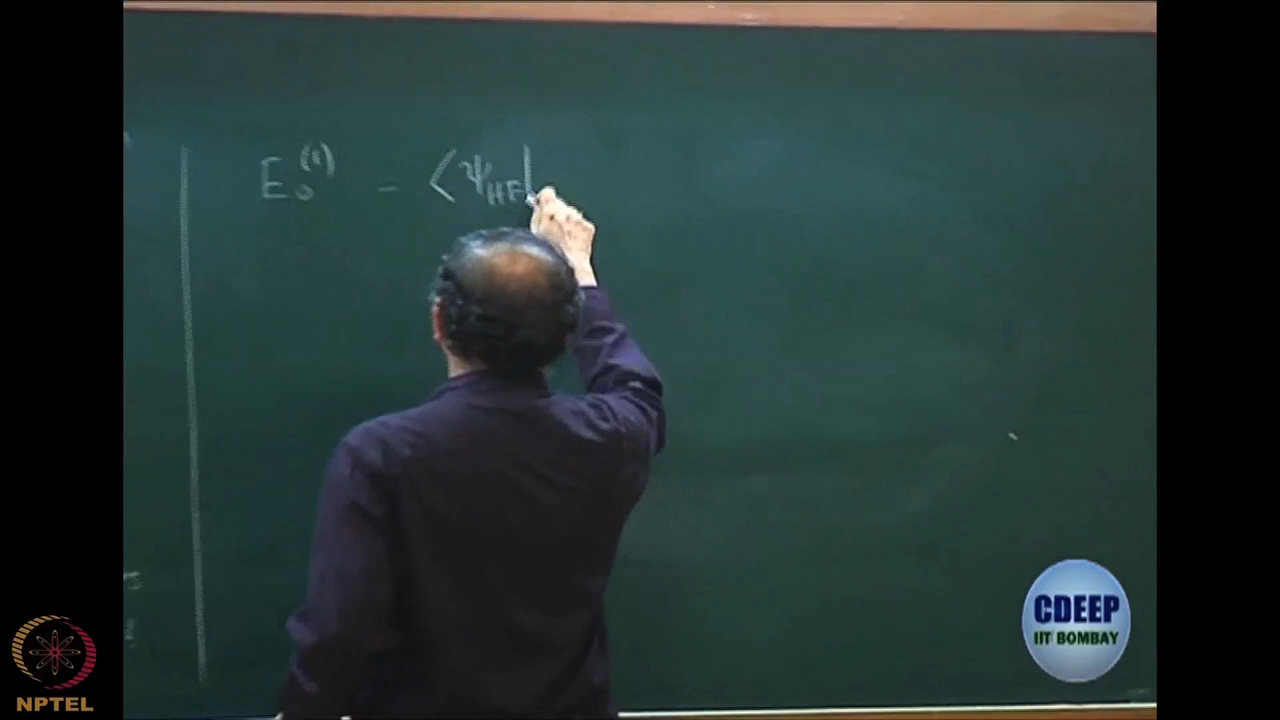 E₀⁽¹⁾ = ⟨ψ_HF|
CDEEP
IIT BOMBAY
NPTEL